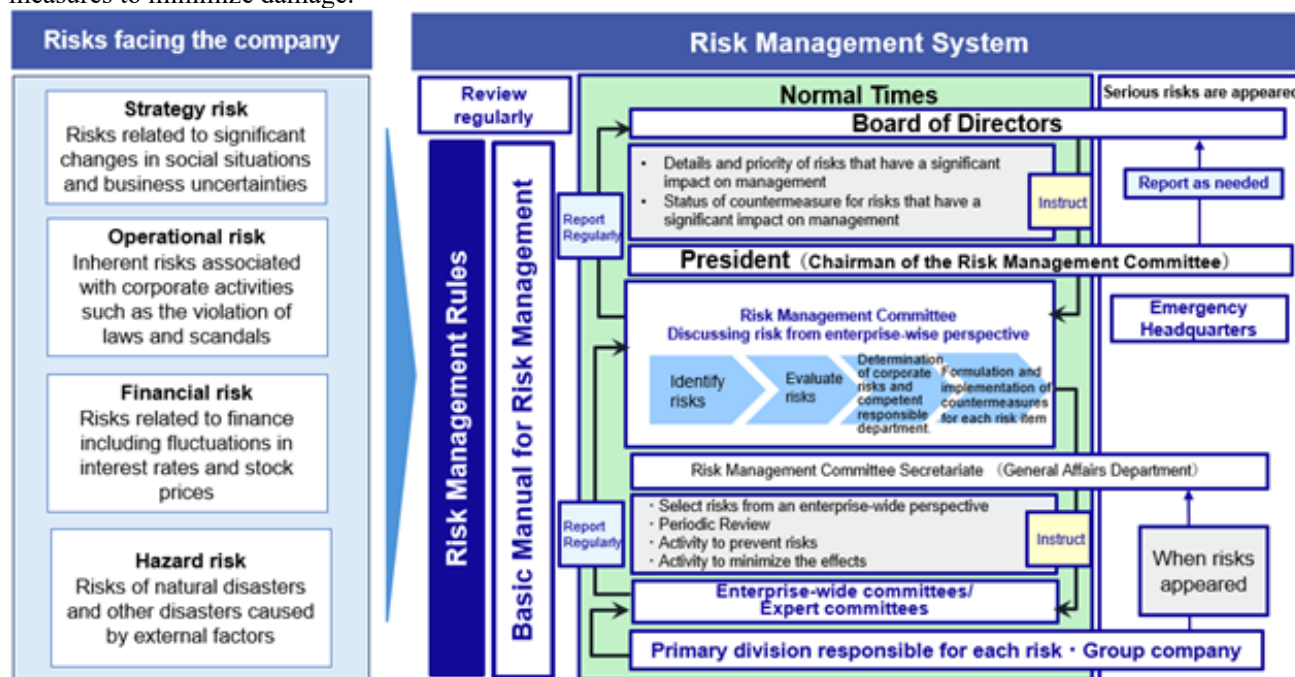 measures to minimize damage.
Risks facing the company
Strategy risk
Risks related to significant
changes in social situations
and business uncertainties
Operational risk
Inherent risks associated
with corporate activities
such as the violation of
laws and scandals
Financial risk
Risks related to finance
including fluctuations in
interest rates and stock
prices
Hazard risk
Risks of natural disasters
and other disasters caused
by external factors
Risk Management System
Review
regularly
Risk Management Rules
Basic Manual for Risk Management
Normal Times
Board of Directors
• Details and priority of risks that have a significant
impact on management
• Status of countermeasure for risks that have a
significant impact on management
Report
Regularly
Instruct
President（Chairman of the Risk Management Committee）
Risk Management Committee
Discussing risk from enterprise-wise perspective
Identify
risks
Evaluate
risks
Determination
of corporate
risks and
competent
responsible
department.
Formulation and
implementation of
countermeasures
for each risk item
Risk Management Committee Secretariate （General Affairs Department）
・Select risks from an enterprise-wide perspective
・Periodic Review
・Activity to prevent risks
・Activity to minimize the effects
Report
Regularly
Instruct
Enterprise-wide committees/
Expert committees
Primary division responsible for each risk・Group company
Serious risks are appeared
Report as needed
Emergency
Headquarters
When risks
appeared